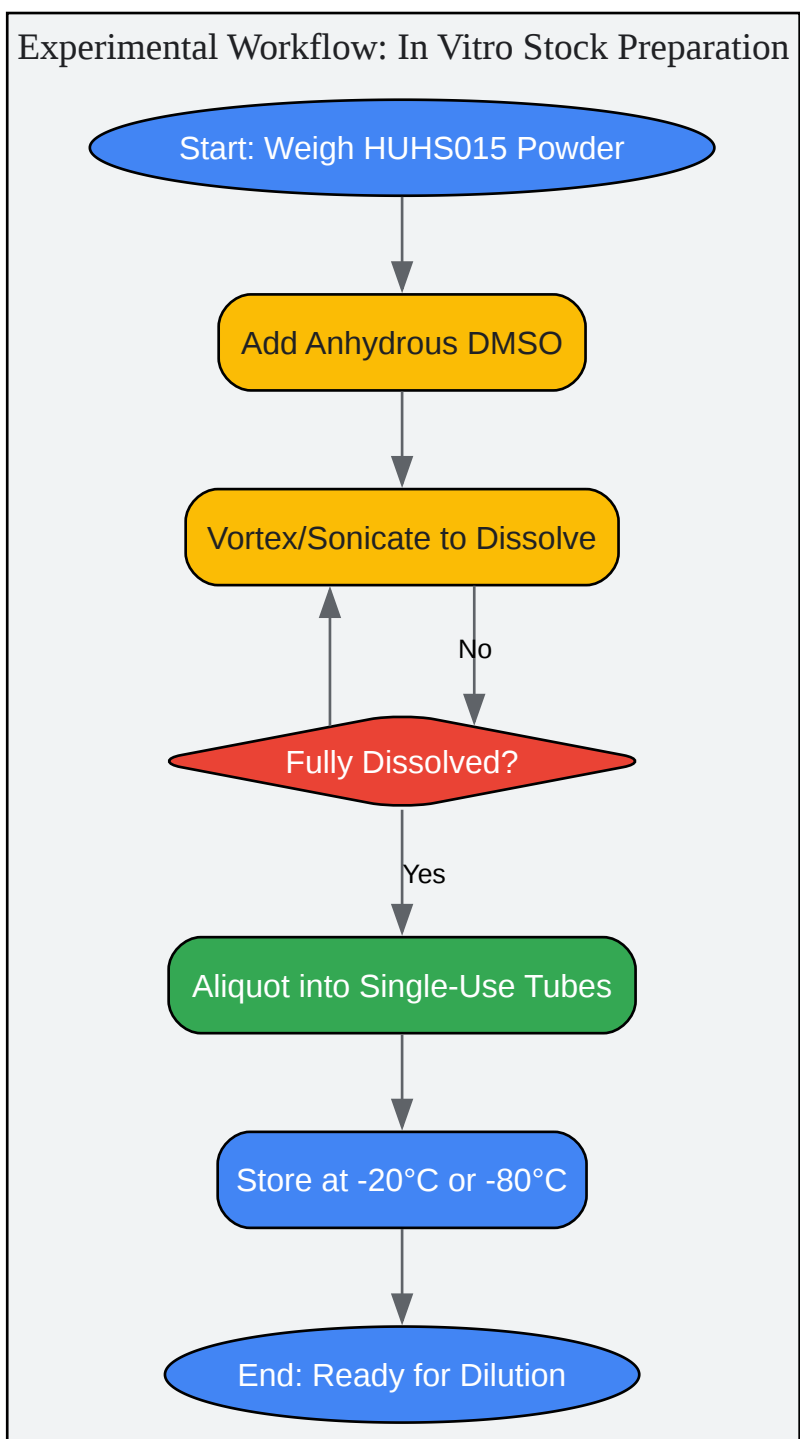 Experimental Workflow: In Vitro Stock Preparation
Start: Weigh HUHS015 Powder
Add Anhydrous DMSO
Vortex/Sonicate to Dissolve
No
Fully Dissolved?
Yes
Aliquot into Single-Use Tubes
Store at -20°C or -80°C
End: Ready for Dilution